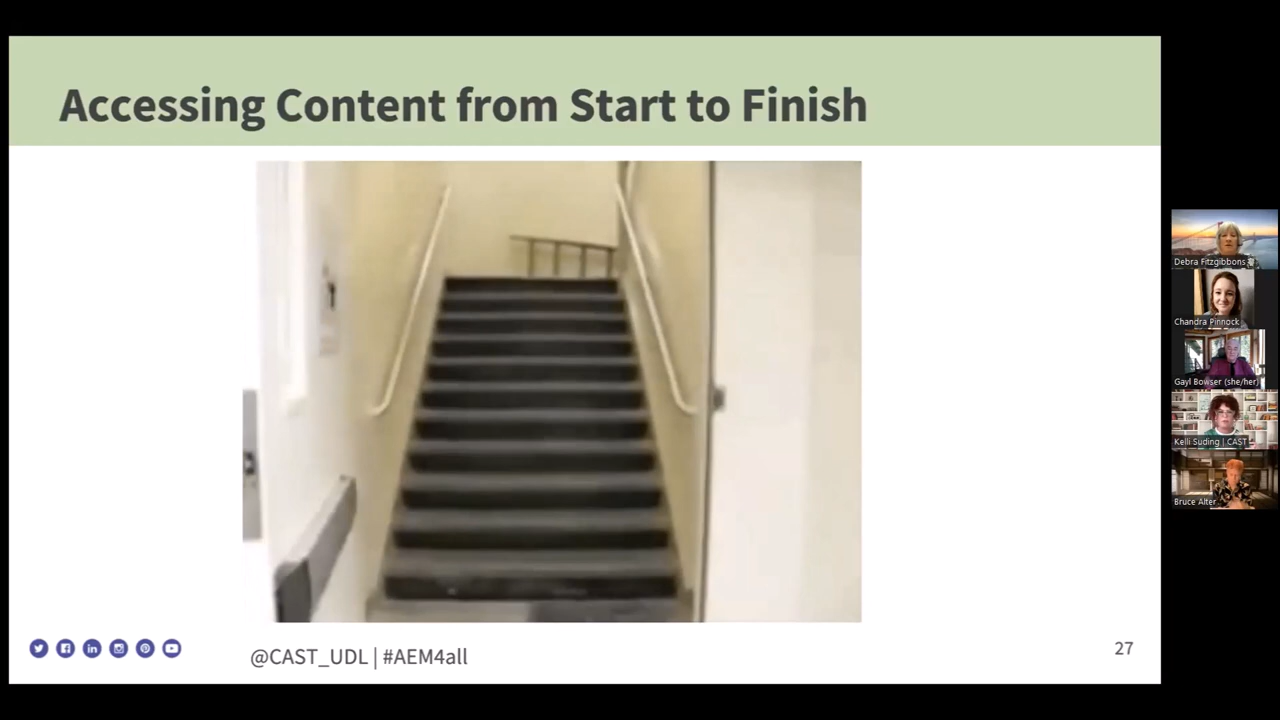 Accessing Content from Start to Finish
@CAST_UDL | #AEM4all
27
Debra Fitzgibbons
Chandra Pinnock
Gayl Bowser (she/her)
Kelli Suding | CAST
Bruce Alter